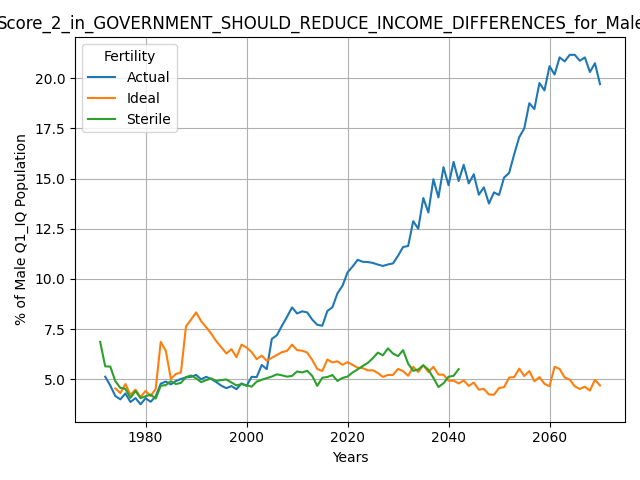 Score_2_in_GOVERNMENT_SHOULD_REDUCE_INCOME_DIFFERENCES_for_Male
Fertility
Actual
Ideal
Sterile
20.0
17.5
15.0
12.5
10.0
7.5
5.0
% of Male Q1_IQ Population
1980 2000 2020 2040 2060
Years